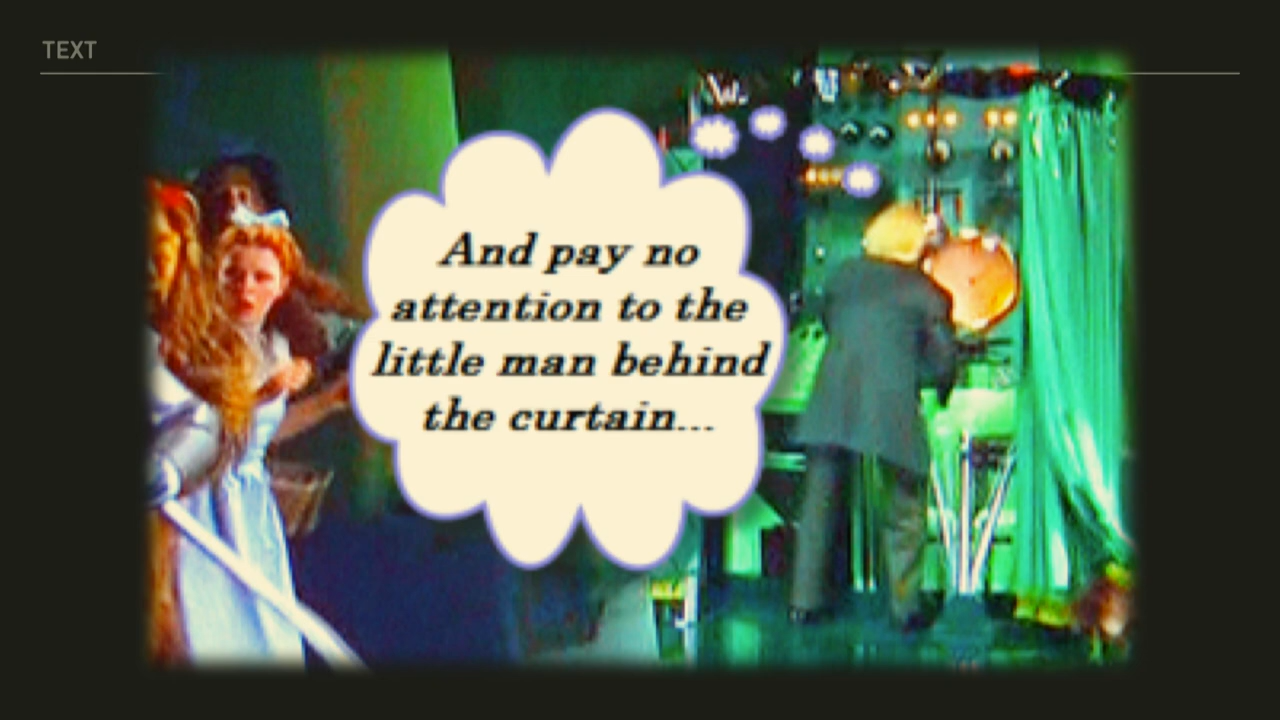 TEXT
And pay no
attention to the
little man behind
the curtain...